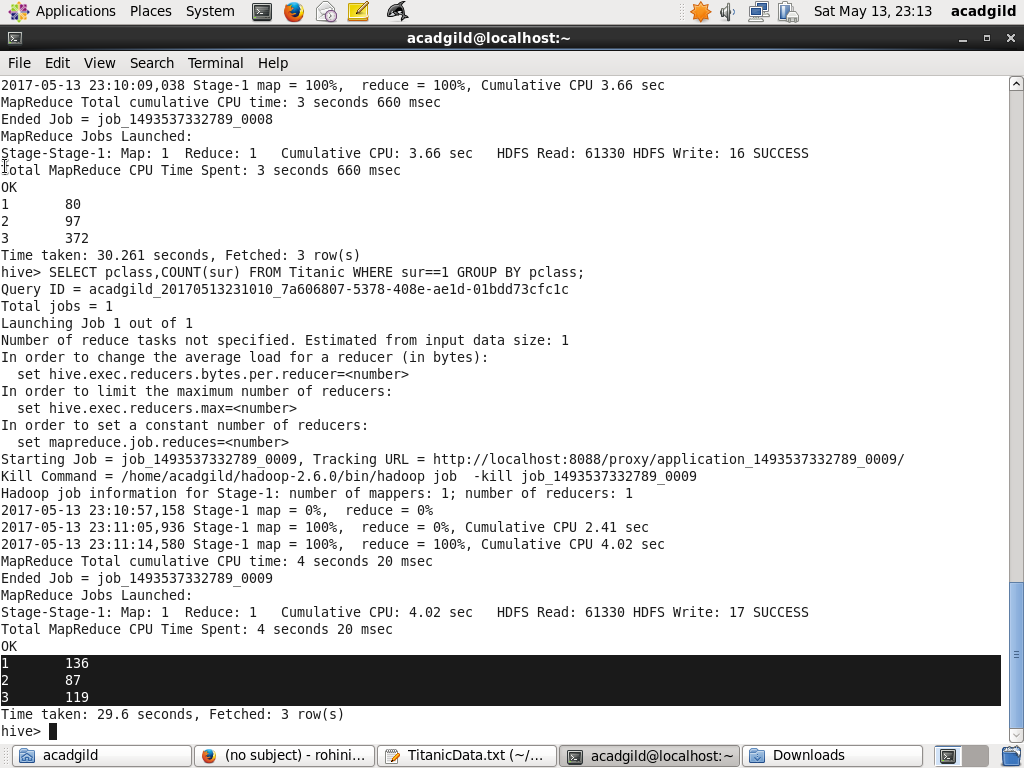 Applications Places System Sat May 13, 23:13 acadgild
acadgild@localhost:~
File Edit View Search Terminal Help
2017-05-13 23:10:09,038 Stage-1 map = 100%,  reduce = 100%, Cumulative CPU 3.66 sec
MapReduce Total cumulative CPU time: 3 seconds 660 msec
Ended Job = job_1493537332789_0008
MapReduce Jobs Launched:
Stage-Stage-1: Map: 1  Reduce: 1   Cumulative CPU: 3.66 sec   HDFS Read: 61330 HDFS Write: 16 SUCCESS
Total MapReduce CPU Time Spent: 3 seconds 660 msec
OK
1       80
2       97
3       372
Time taken: 30.261 seconds, Fetched: 3 row(s)
hive> SELECT pclass,COUNT(sur) FROM Titanic WHERE sur==1 GROUP BY pclass;
Query ID = acadgild_20170513231010_7a606807-5378-408e-ae1d-01bdd73cfc1c
Total jobs = 1
Launching Job 1 out of 1
Number of reduce tasks not specified. Estimated from input data size: 1
In order to change the average load for a reducer (in bytes):
  set hive.exec.reducers.bytes.per.reducer=<number>
In order to limit the maximum number of reducers:
  set hive.exec.reducers.max=<number>
In order to set a constant number of reducers:
  set mapreduce.job.reduces=<number>
Starting Job = job_1493537332789_0009, Tracking URL = http://localhost:8088/proxy/application_1493537332789_0009/
Kill Command = /home/acadgild/hadoop-2.6.0/bin/hadoop job  -kill job_1493537332789_0009
Hadoop job information for Stage-1: number of mappers: 1; number of reducers: 1
2017-05-13 23:10:57,158 Stage-1 map = 0%,  reduce = 0%
2017-05-13 23:11:05,936 Stage-1 map = 100%,  reduce = 0%, Cumulative CPU 2.41 sec
2017-05-13 23:11:14,580 Stage-1 map = 100%,  reduce = 100%, Cumulative CPU 4.02 sec
MapReduce Total cumulative CPU time: 4 seconds 20 msec
Ended Job = job_1493537332789_0009
MapReduce Jobs Launched:
Stage-Stage-1: Map: 1  Reduce: 1   Cumulative CPU: 4.02 sec   HDFS Read: 61330 HDFS Write: 17 SUCCESS
Total MapReduce CPU Time Spent: 4 seconds 20 msec
OK
1       136
2       87
3       119
Time taken: 29.6 seconds, Fetched: 3 row(s)
hive>
acadgild (no subject) - rohini... TitanicData.txt (~/... acadgild@localhost:~ Downloads